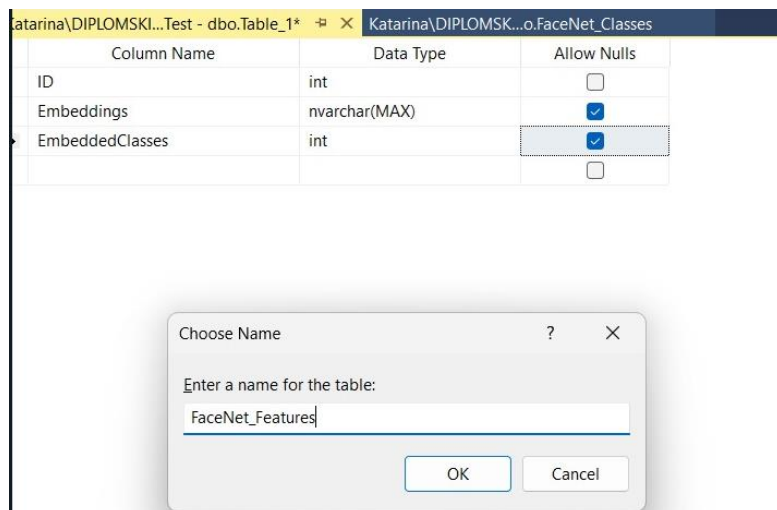 Katarina\DIPLOMSKI...Test - dbo.Table_1* Katarina\DIPLOMSK...o.FaceNet_Classes
Column Name Data Type Allow Nulls
ID int
Embeddings nvarchar(MAX)
EmbeddedClasses int
Choose Name ?
Enter a name for the table:
FaceNet_Features
OK Cancel